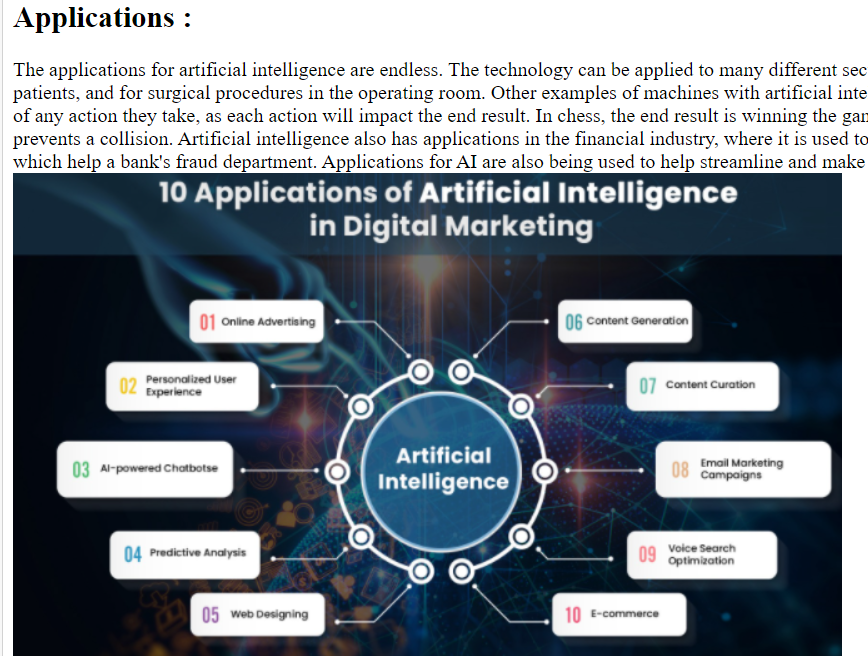 Applications :
The applications for artificial intelligence are endless. The technology can be applied to many different sec
patients, and for surgical procedures in the operating room. Other examples of machines with artificial inte
of any action they take, as each action will impact the end result. In chess, the end result is winning the gan
prevents a collision. Artificial intelligence also has applications in the financial industry, where it is used to
which help a bank's fraud department. Applications for AI are also being used to help streamline and make
10 Applications of Artificial Intelligence
in Digital Marketing
01 Online Advertising
02 Personalized User
Experience
03 AI-powered Chatbotse
04 Predictive Analysis
05 Web Designing
Artificial
Intelligence
06 Content Generation
07 Content Curation
08 Email Marketing
Campaigns
09 Voice Search
Optimization
10 E-commerce